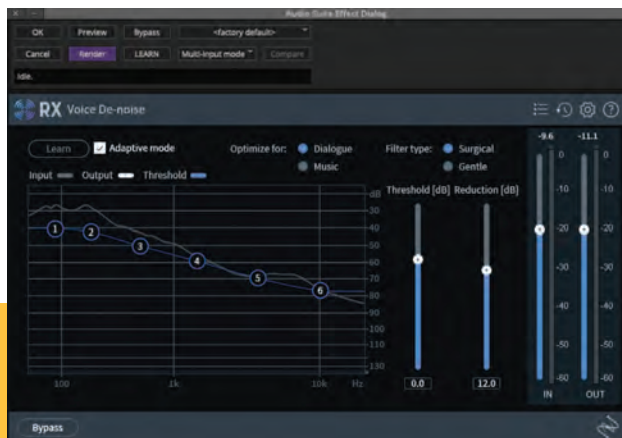 Audio Suite Effect Dialog
OK Preview Bypass <factory default>
Cancel Render LEARN Multi-input mode Compare
Idle.
RX Voice De-noise
Learn Adaptive mode Optimize for: Dialogue Filter type: Surgical
Music Gentle
Input Output Threshold
Threshold [dB] Reduction [dB]
-9.6 -11.1
dB
-30
-40
-50
-60
-70
-80
-90
-100
-110
-130
1 2 3 4 5 6
100 1k 10k Hz
0.0 12.0
0 0
-10 -10
-20 -20
-30 -30
-40 -40
-50 -50
-60 -60
IN OUT
Bypass